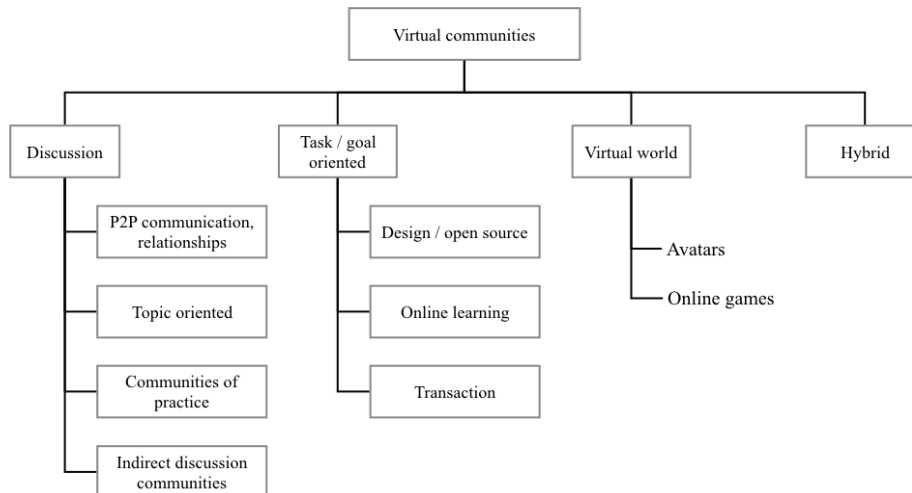 Virtual communities
Discussion
Task / goal
oriented
Virtual world
Hybrid
P2P communication,
relationships
Topic oriented
Communities of
practice
Indirect discussion
communities
Design / open source
Online learning
Transaction
Avatars
Online games